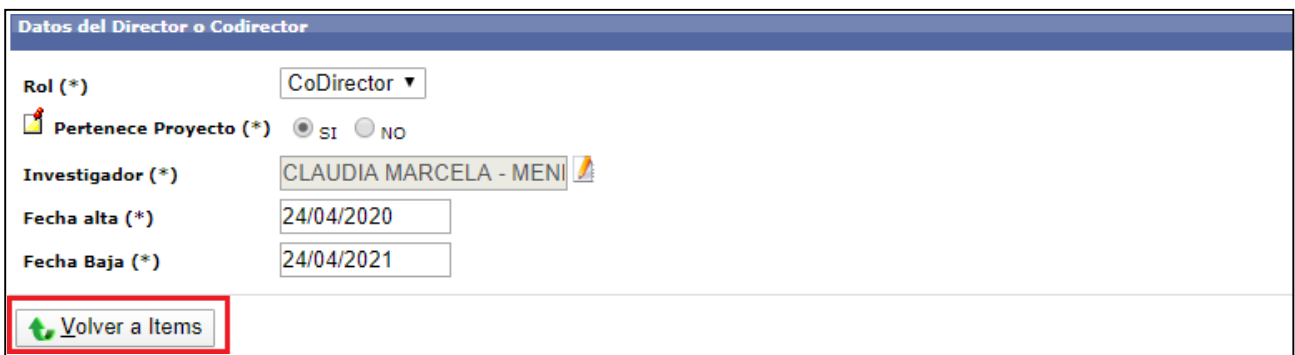 Datos del Director o Codirector
Rol (*) CoDirector
Pertenece Proyecto (*) SI NO
Investigador (*) CLAUDIA MARCELA - MENI
Fecha alta (*) 24/04/2020
Fecha Baja (*) 24/04/2021
Volver a Items